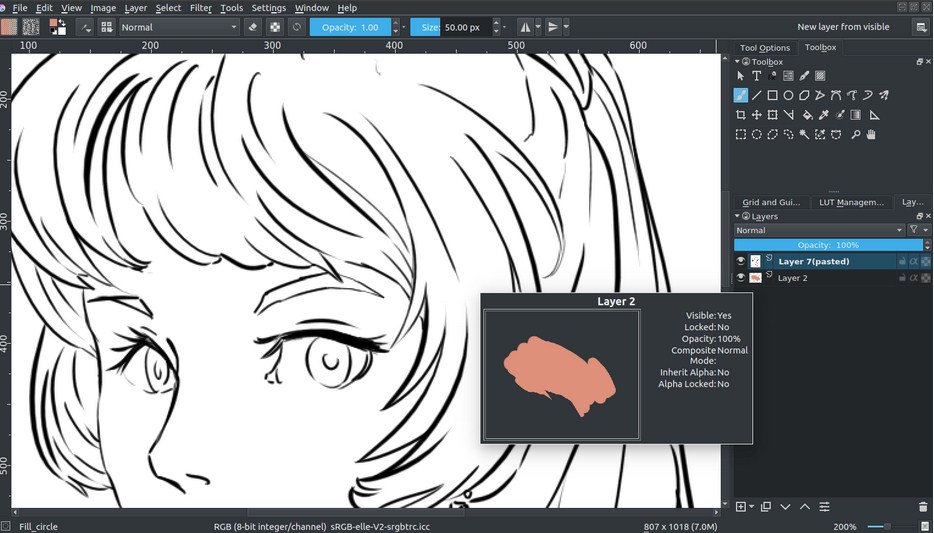 File Edit View Image Layer Select Filter Tools Settings Window Help
Normal Opacity: 1.00 Size: 50.00 px New layer from visible
100 200 300 400 500 600
200
300
400
500
Tool Options Toolbox
Toolbox
Grid and Gui... LUT Managem... Lay...
Layers
Normal
Opacity: 100%
Layer 7(pasted)
Layer 2
Layer 2
Visible: Yes
Locked: No
Opacity: 100%
Composite Normal
Mode:
Inherit Alpha: No
Alpha Locked: No
Fill_circle RGB (8-bit integer/channel) sRGB-elle-V2-srgbtrc.icc 807 x 1018 (7.0M) 200%